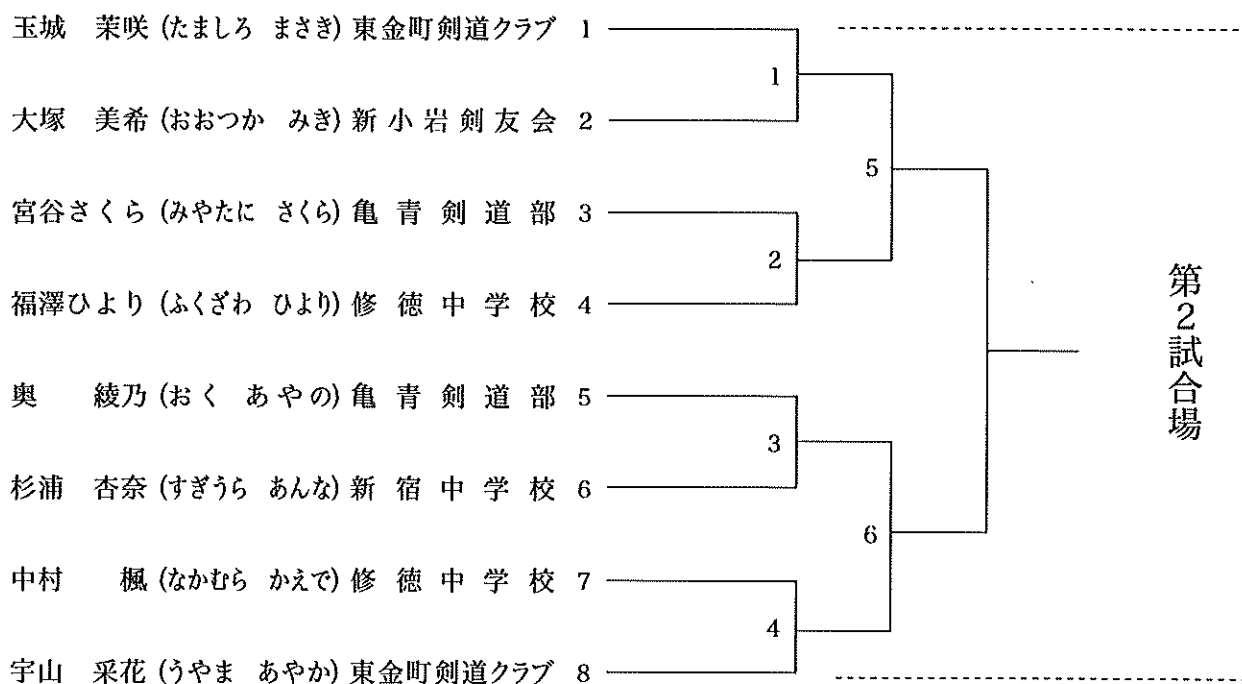 玉城 茉咲 (たましろ まさき) 東金町剣道クラブ 1
大塚 美希 (おおつか みき) 新小岩剣友会 2
宮谷さくら (みやたに さくら) 亀青剣道部 3
福澤ひより (ふくざわ ひより) 修徳中学校 4
奥 綾乃 (おく あやの) 亀青剣道部 5
杉浦 杏奈 (すぎうら あんな) 新宿中学校 6
中村 楓 (なかむら かえで) 修徳中学校 7
宇山 采花 (うやま あやか) 東金町剣道クラブ 8
1
2
3
4
5
6
第2試合場